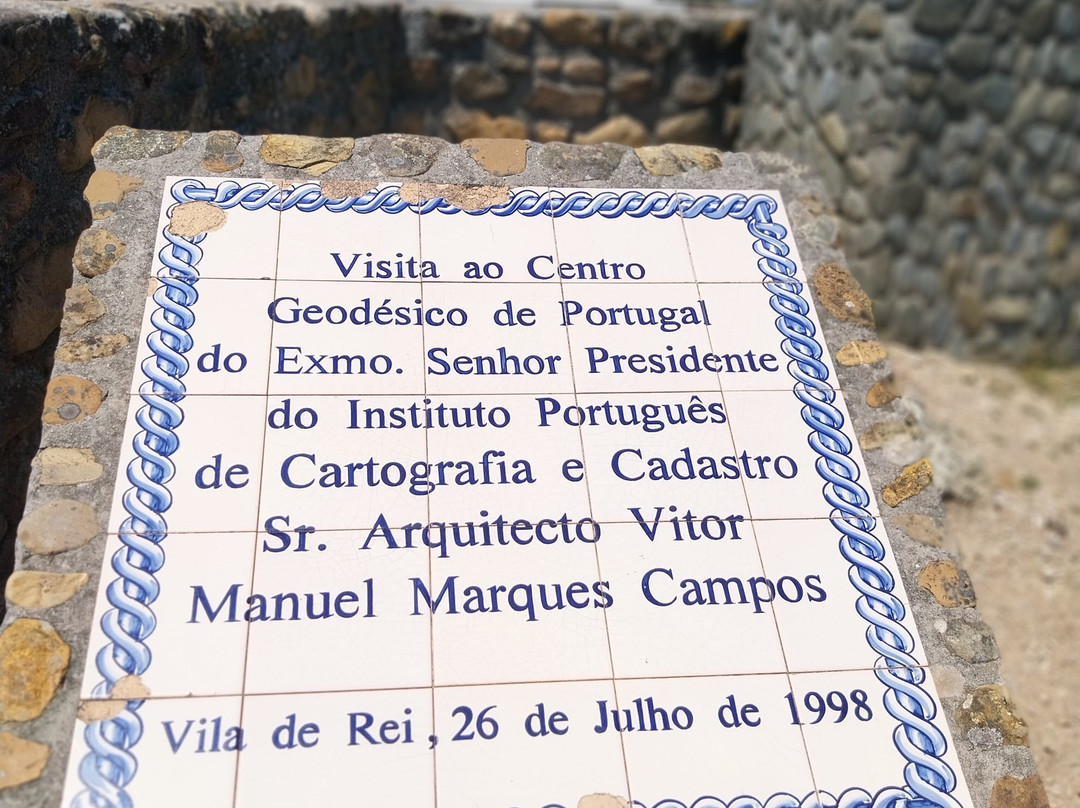 Visita ao Centro
Geodésico de Portugal
do Exmo. Senhor Presidente
do Instituto Português
de Cartografia e Cadastro
Sr. Arquitecto Vitor
Manuel Marques Campos
Vila de Rei, 26 de Julho de 1998